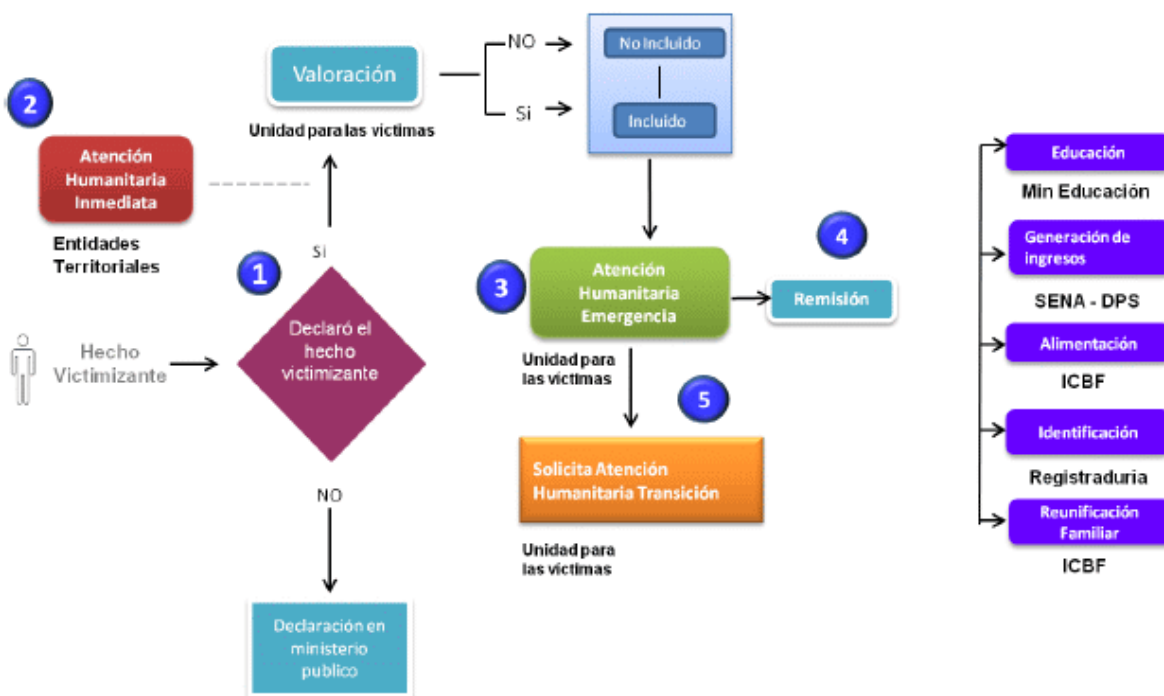 2
Atención
Humanitaria
Inmediata
Entidades
Territoriales
Hecho
Victimizante
1
Declaró el
hecho
victimizante
Si
NO
Declaración en
ministerio
publico
Valoración
Unidad para las victimas
NO
Si
No Incluido
Incluido
3
Atención
Humanitaria
Emergencia
Unidad para
las victimas
4
Remisión
5
Solicita Atención
Humanitaria Transición
Unidad para
las victimas
Educación
Min Educación
Generación de
ingresos
SENA - DPS
Alimentación
ICBF
Identificación
Registraduria
Reunificación
Familiar
ICBF